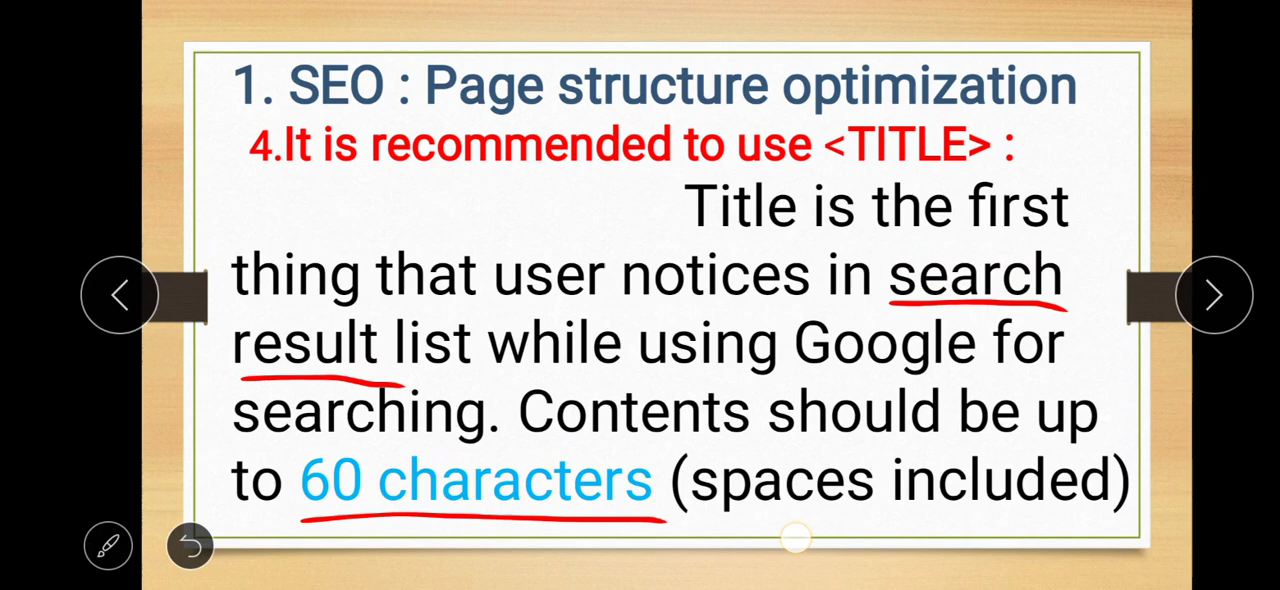 1. SEO : Page structure optimization
4.It is recommended to use <TITLE> :
Title is the first
thing that user notices in search
result list while using Google for
searching. Contents should be up
to 60 characters (spaces included)